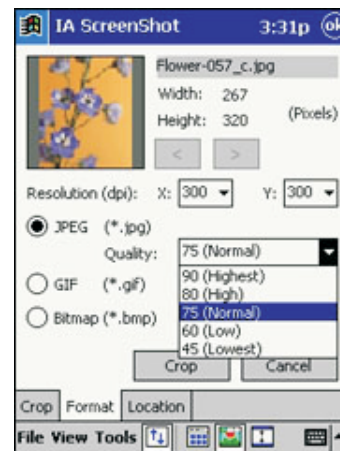 IA ScreenShot 3:31p ok
Flower-057_c.jpg
Width: 267
Height: 320 (Pixels)
< >
Resolution (dpi): X: 300 Y: 300
JPEG (*.jpg)
Quality: 75 (Normal)
90 (Highest)
GIF (*.gif) 80 (High)
75 (Normal)
Bitmap (*.bmp) 60 (Low)
45 (Lowest)
Crop Cancel
Crop Format Location
File View Tools